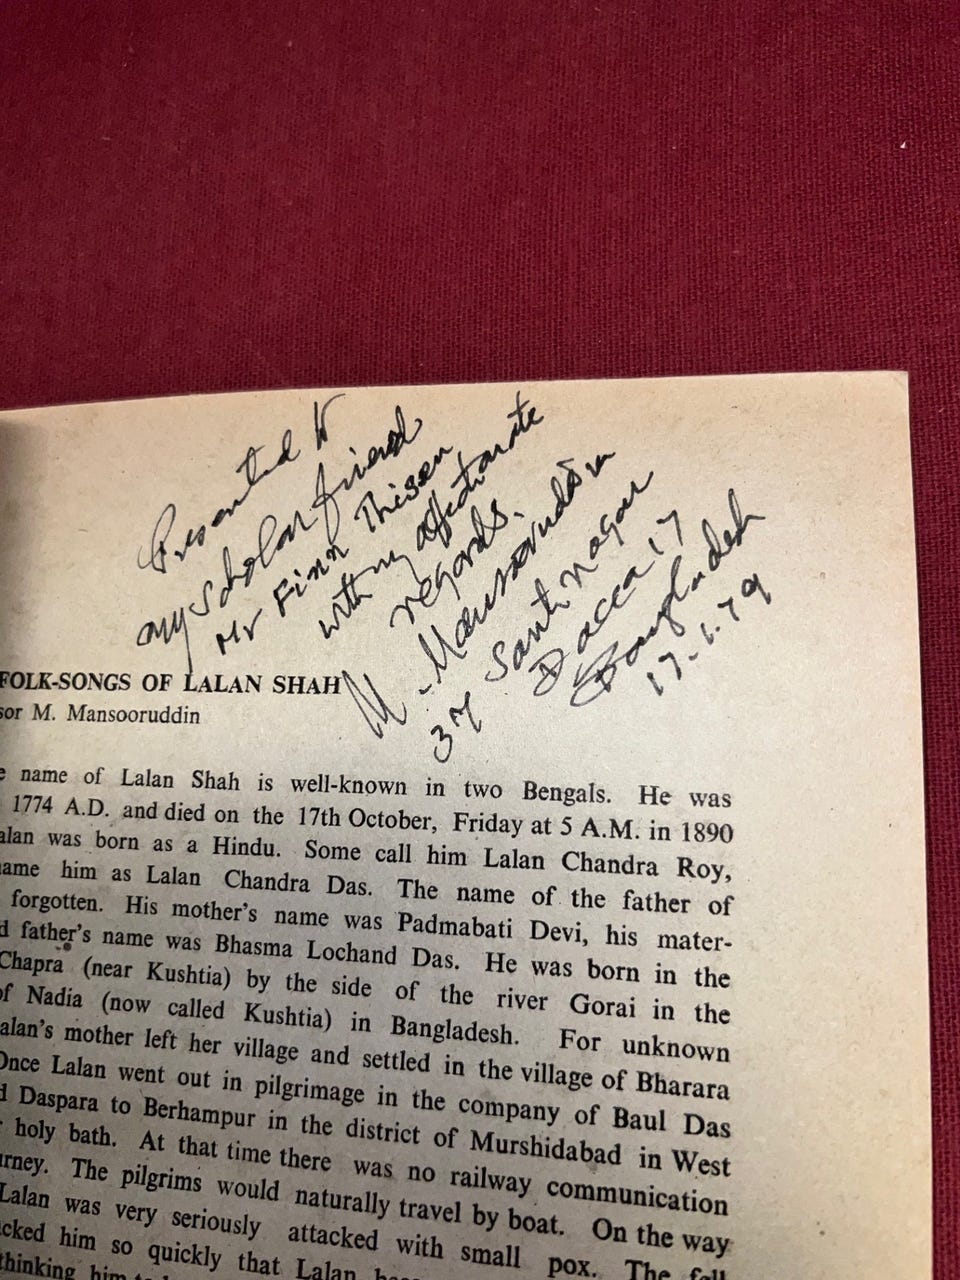 Presented to
my scholar friend
Mr Finn Thiesen
with my affectionate
regards.
M. Mansooruddin
37 Santinagar
Dacca 17
Bangladesh
17.6.79
FOLK-SONGS OF LALAN SHAH
sor M. Mansooruddin
e name of Lalan Shah is well-known in two Bengals. He was
1774 A.D. and died on the 17th October, Friday at 5 A.M. in 1890
alan was born as a Hindu. Some call him Lalan Chandra Roy,
ame him as Lalan Chandra Das. The name of the father of
forgotten. His mother's name was Padmabati Devi, his mater-
d father's name was Bhasma Lochand Das. He was born in the
Chapra (near Kushtia) by the side of the river Gorai in the
of Nadia (now called Kushtia) in Bangladesh. For unknown
alan's mother left her village and settled in the village of Bharara
Once Lalan went out in pilgrimage in the company of Baul Das
d Daspara to Berhampur in the district of Murshidabad in West
holy bath. At that time there was no railway communication
urney. The pilgrims would naturally travel by boat. On the way
Lalan was very seriously attacked with small pox. The fell
cked him so quickly that Lalan
thinking him